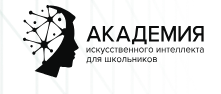 АКАДЕМИЯ
искусственного интеллекта
для школьников